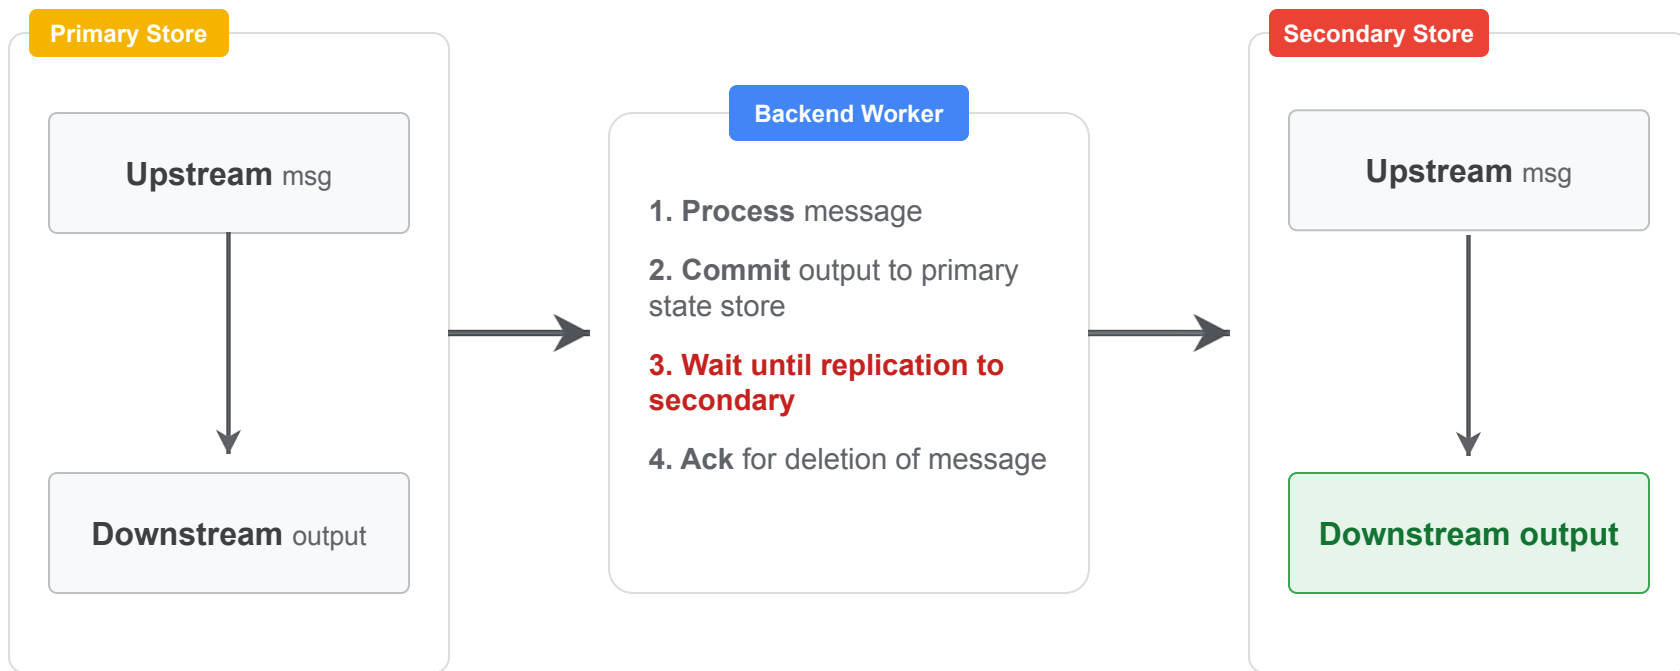 Primary Store
Upstream msg
Downstream output
Backend Worker
1. Process message
2. Commit output to primary
state store
3. Wait until replication to
secondary
4. Ack for deletion of message
Secondary Store
Upstream msg
Downstream output